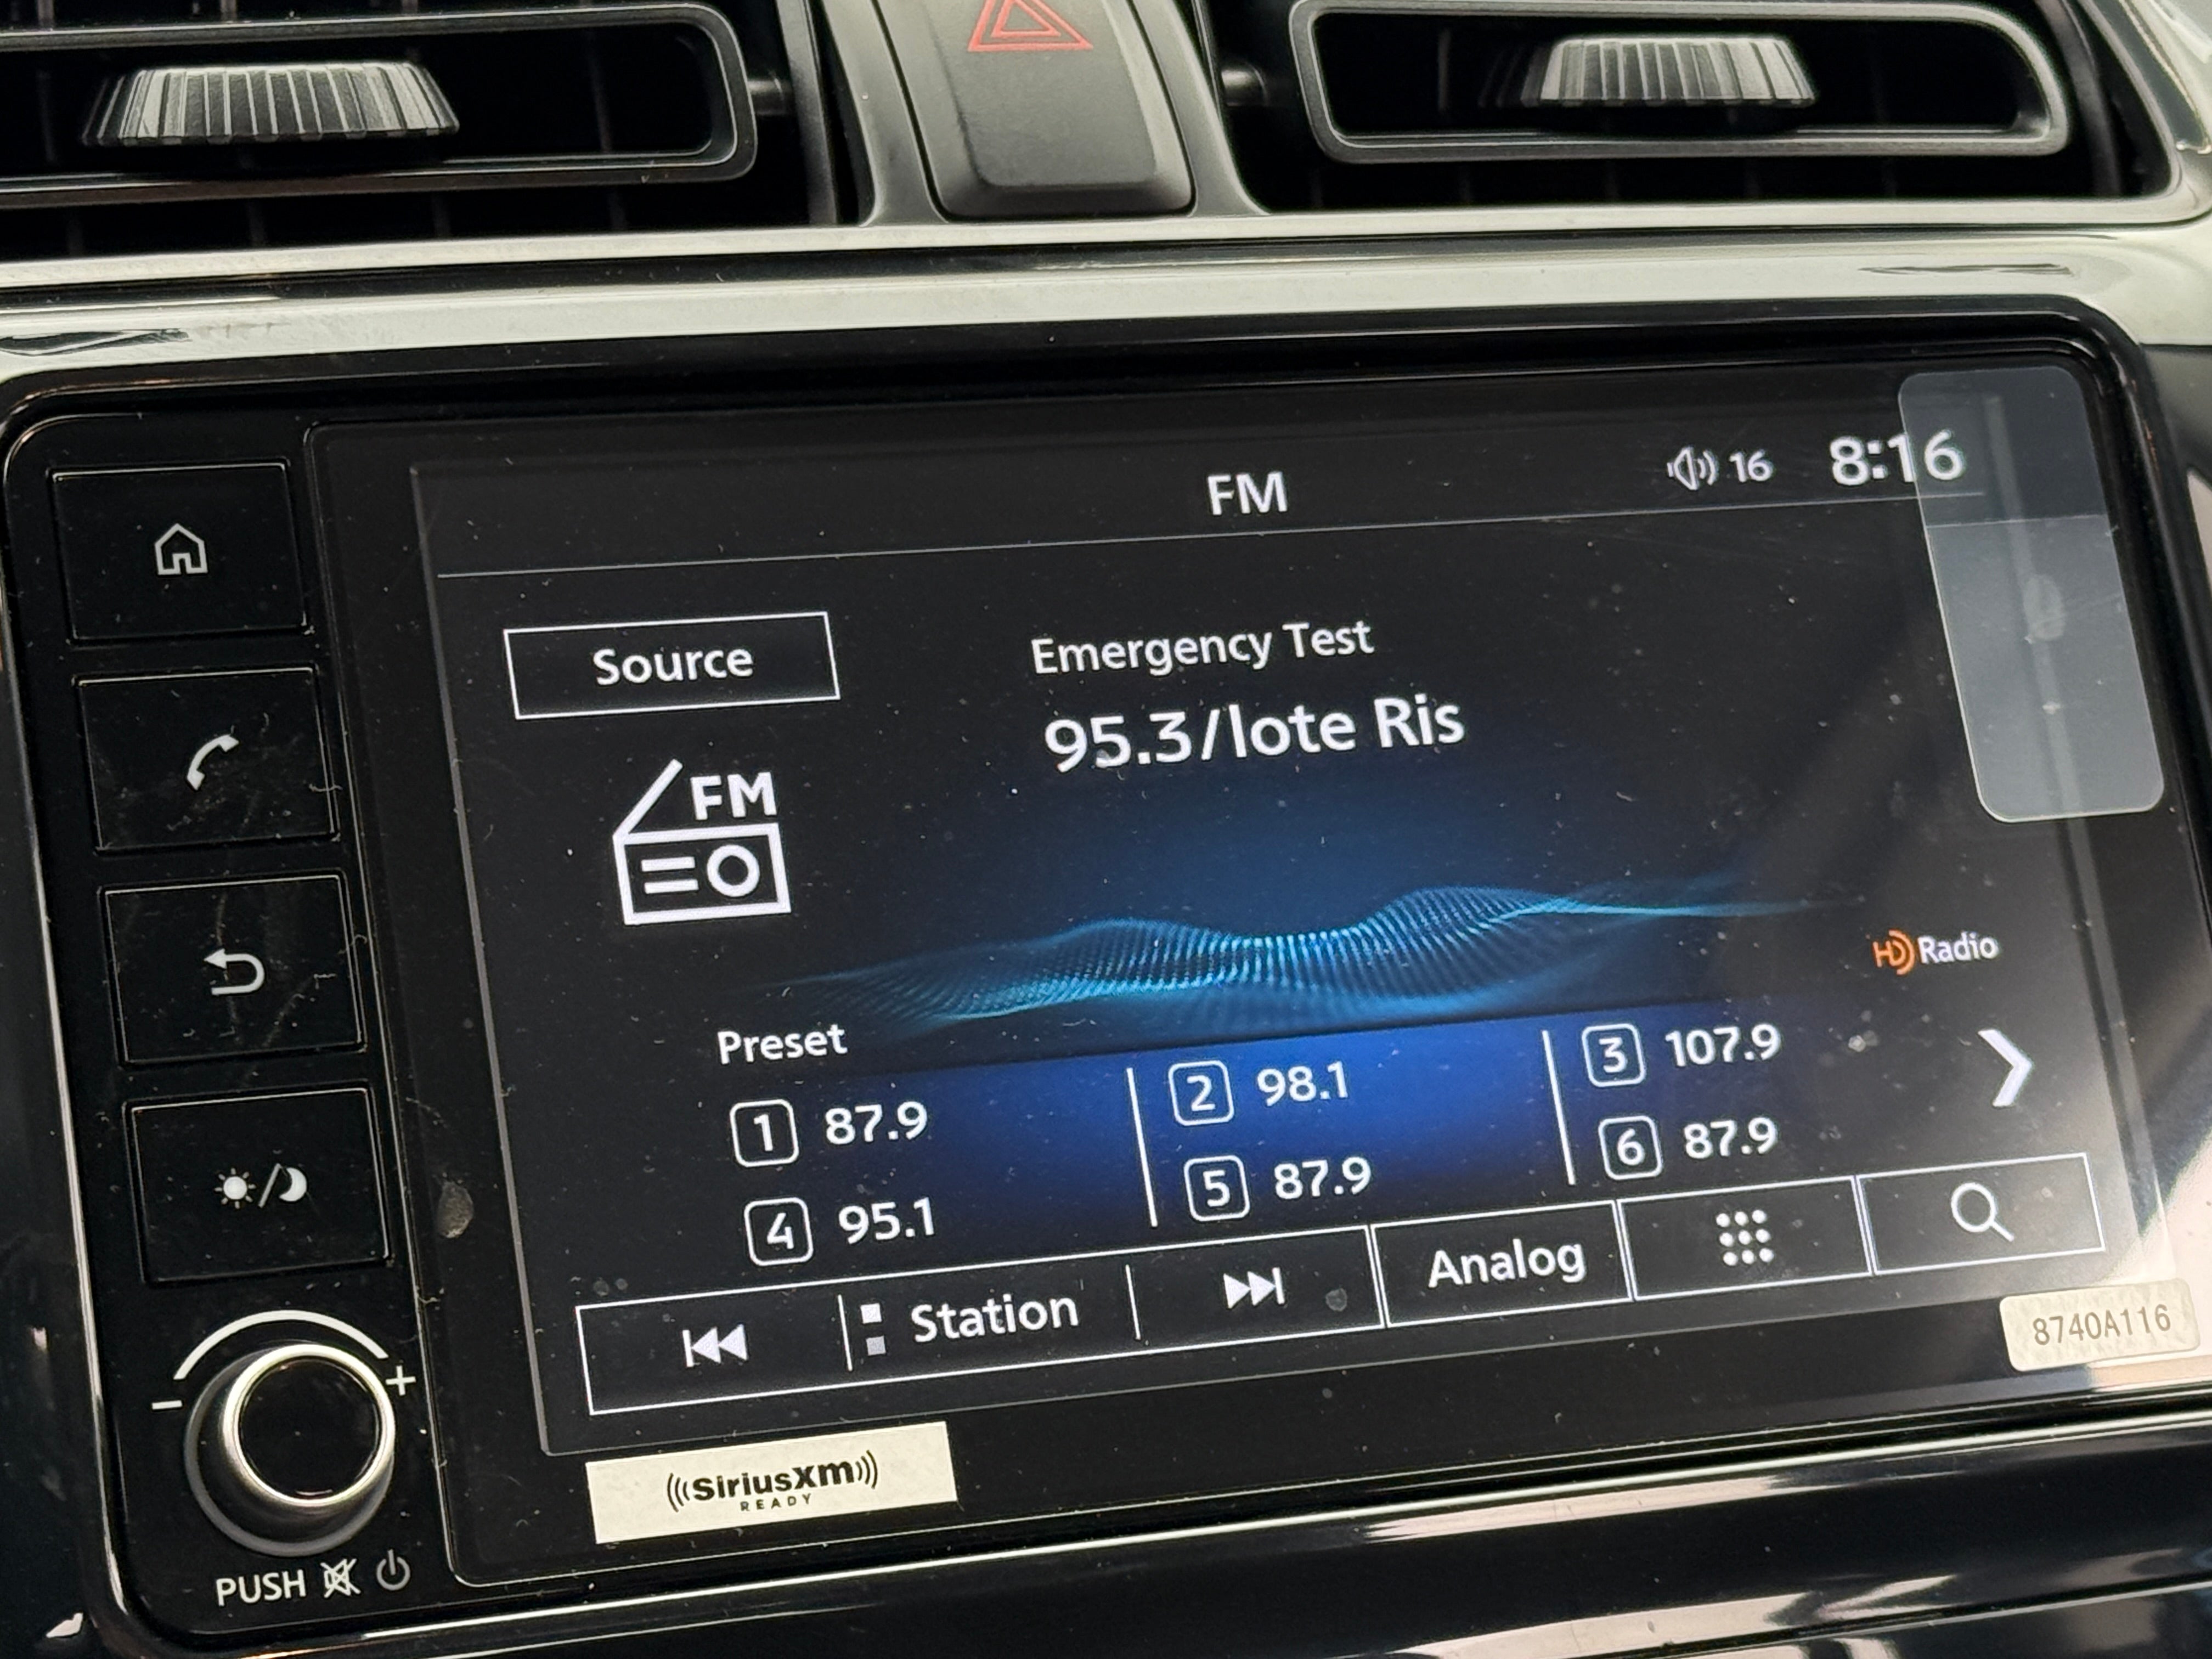 FM
16
8:16
Source
Emergency Test
95.3/lote Ris
FM
HD Radio
Preset
1 87.9
2 98.1
3 107.9
4 95.1
5 87.9
6 87.9
Station
Analog
8740A116
SiriusXm
READY
- +
PUSH